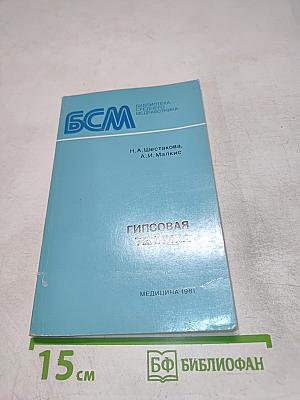 БСМ
БИБЛИОТЕКА
СРЕДНЕГО
МЕДРАБОТНИКА
Н.А.Шестакова,
А.И.Малкис
ГИПСОВАЯ
ТЕХНИКА
МЕДИЦИНА·1981
15 см
БФ БИБЛИОФАН